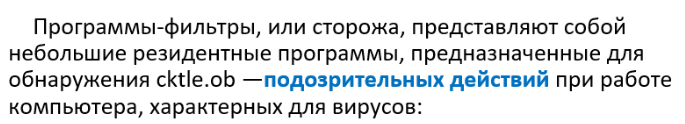 Программы-фильтры, или сторожа, представляют собой
небольшие резидентные программы, предназначенные для
обнаружения cktle.ob —подозрительных действий при работе
компьютера, характерных для вирусов: